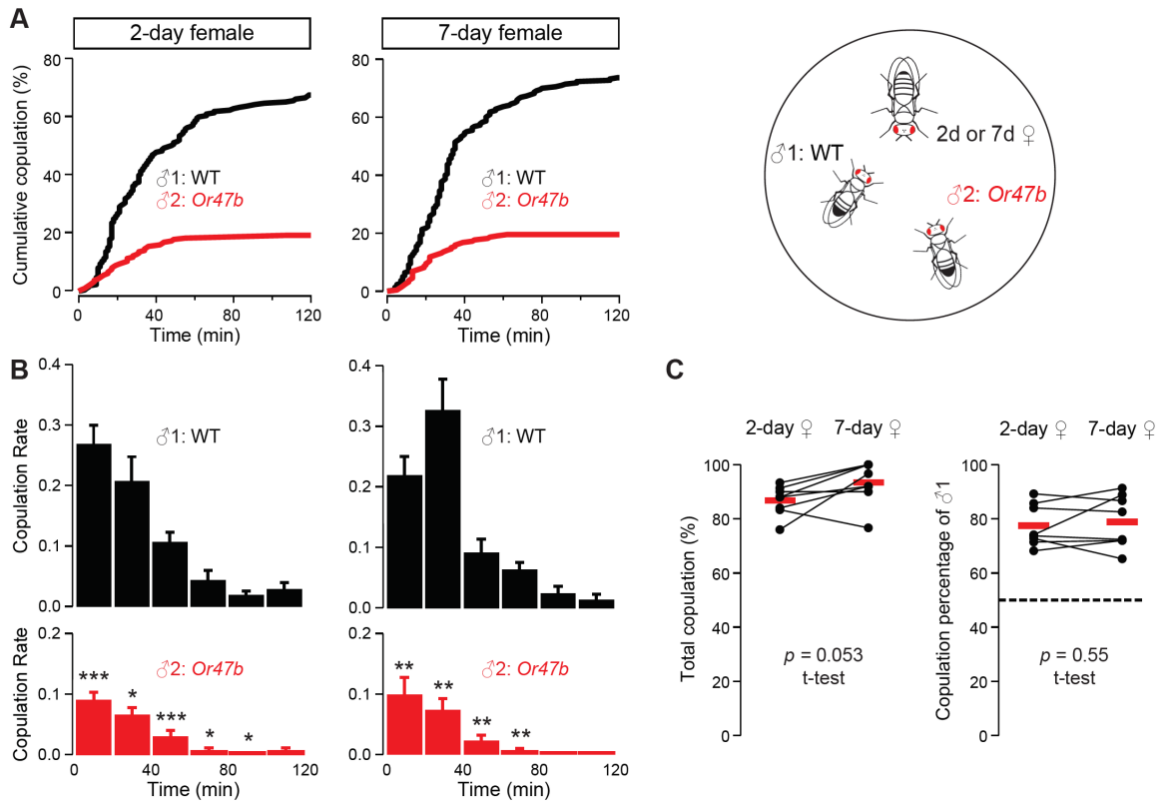 A
2-day female
7-day female
Cumulative copulation (%)
80
60
40
20
0
♂1: WT
♂2: Or47b
0 40 80 120
Time (min)
80
60
40
20
0
♂1: WT
♂2: Or47b
0 40 80 120
Time (min)
2d or 7d ♀
♂1: WT
♂2: Or47b
B
Copulation Rate
0.4
0.3
0.2
0.1
0.0
♂1: WT
0.4
0.3
0.2
0.1
0.0
♂1: WT
Copulation Rate
0.2
0.1
0.0
♂2: Or47b
*** * *** * *
0 40 80 120
Time (min)
0.2
0.1
0.0
♂2: Or47b
** ** ** **
0 40 80 120
Time (min)
C
2-day ♀ 7-day ♀
Total copulation (%)
100
80
60
40
20
0
p = 0.053
t-test
2-day ♀ 7-day ♀
Copulation percentage of ♂1
100
80
60
40
20
0
p = 0.55
t-test